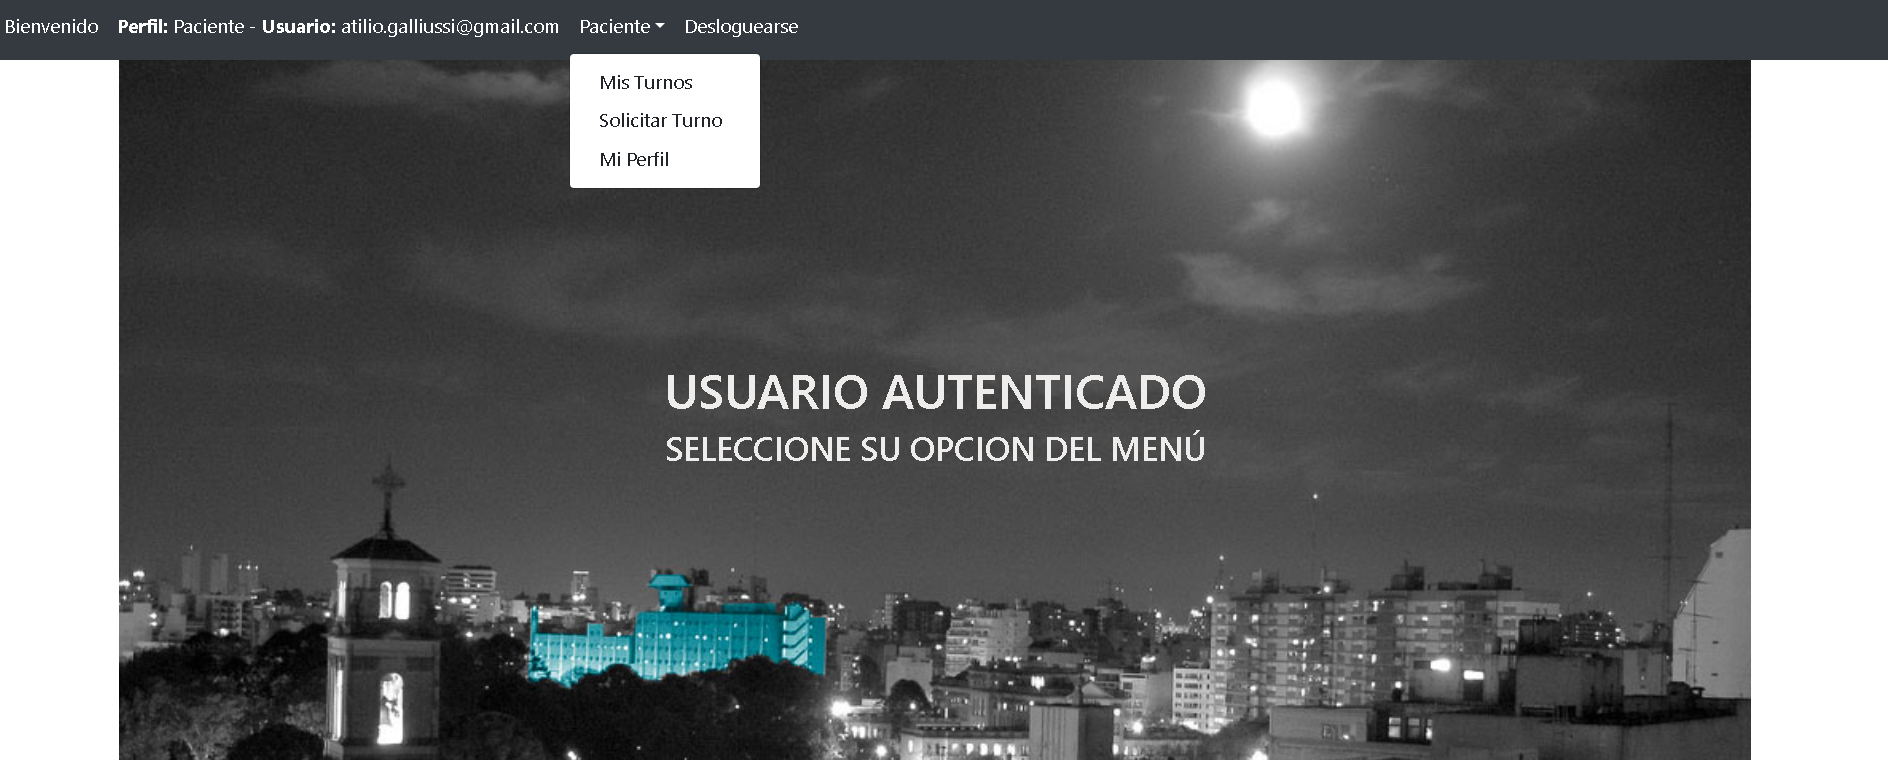 Bienvenido Perfil: Paciente - Usuario: atilio.galliussi@gmail.com Paciente Desloguearse
Mis Turnos
Solicitar Turno
Mi Perfil
USUARIO AUTENTICADO
SELECCIONE SU OPCION DEL MENÚ